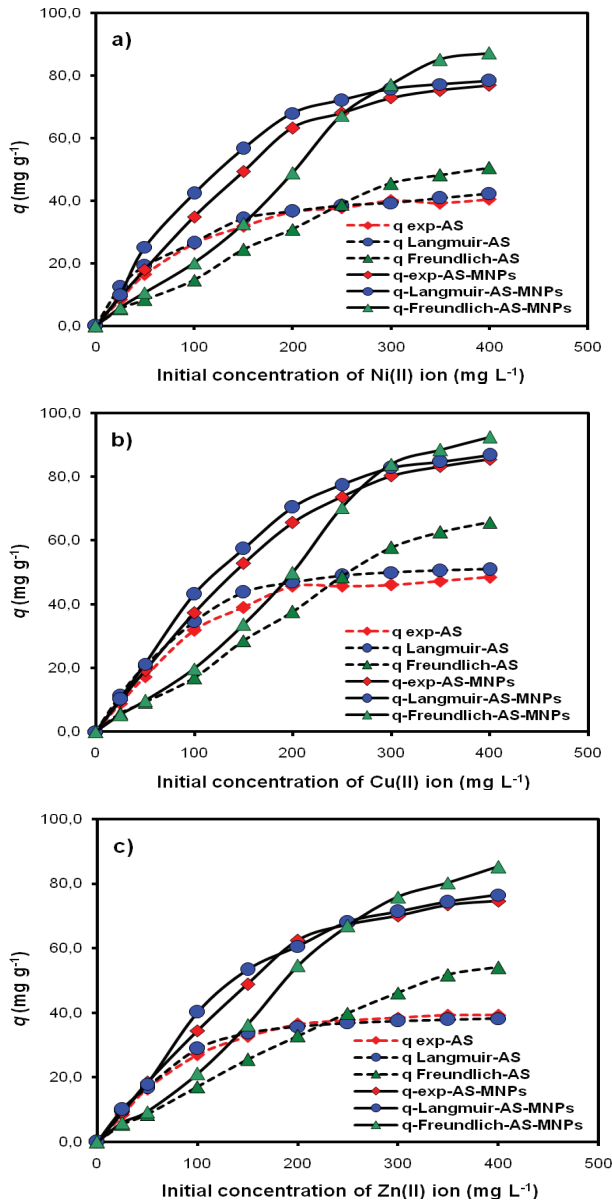 a)
100,0
80,0
60,0
40,0
20,0
0,0
q (mg g-1)
q exp-AS
q Langmuir-AS
q Freundlich-AS
q-exp-AS-MNPs
q-Langmuir-AS-MNPs
q-Freundlich-AS-MNPs
0 100 200 300 400 500
Initial concentration of Ni(II) ion (mg L-1)
b)
100,0
80,0
60,0
40,0
20,0
0,0
q (mg g-1)
q exp-AS
q Langmuir-AS
q Freundlich-AS
q-exp-AS-MNPs
q-Langmuir-AS-MNPs
q-Freundlich-AS-MNPs
0 100 200 300 400 500
Initial concentration of Cu(II) ion (mg L-1)
c)
100,0
80,0
60,0
40,0
20,0
0,0
q (mg g-1)
q exp-AS
q Langmuir-AS
q Freundlich-AS
q-exp-AS-MNPs
q-Langmuir-AS-MNPs
q-Freundlich-AS-MNPs
0 100 200 300 400 500
Initial concentration of Zn(II) ion (mg L-1)